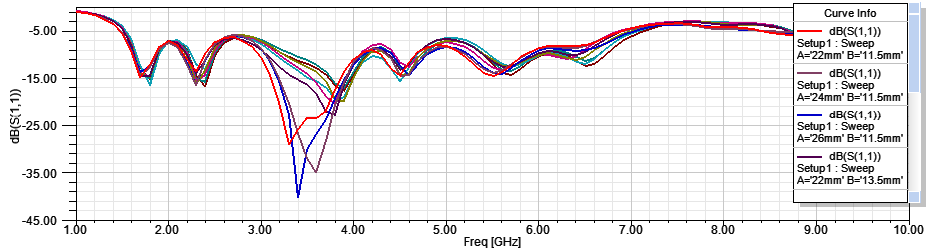 Curve Info
dB(S(1,1))
Setup1 : Sweep
A='22mm' B='11.5mm'
dB(S(1,1))
Setup1 : Sweep
A='24mm' B='11.5mm'
dB(S(1,1))
Setup1 : Sweep
A='26mm' B='11.5mm'
dB(S(1,1))
Setup1 : Sweep
A='22mm' B='13.5mm'
dB(S(1,1))
-5.00
-15.00
-25.00
-35.00
-45.00
1.00 2.00 3.00 4.00 5.00 6.00 7.00 8.00 9.00 10.00
Freq [GHz]